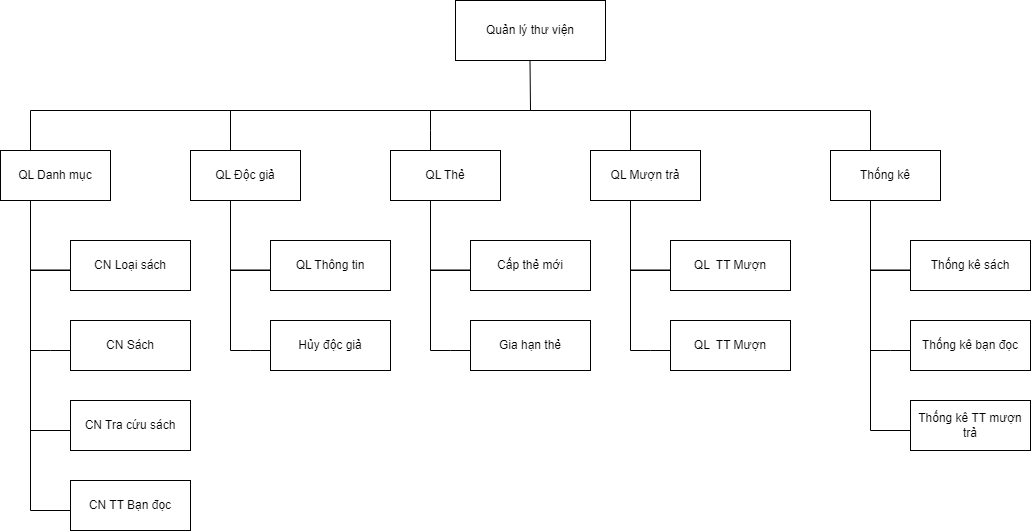 Quản lý thư viện
QL Danh mục
QL Độc giả
QL Thẻ
QL Mượn trả
Thống kê
CN Loại sách
QL Thông tin
Cấp thẻ mới
QL TT Mượn
Thống kê sách
CN Sách
Hủy độc giả
Gia hạn thẻ
QL TT Mượn
Thống kê bạn đọc
CN Tra cứu sách
Thống kê TT mượn
trả
CN TT Bạn đọc